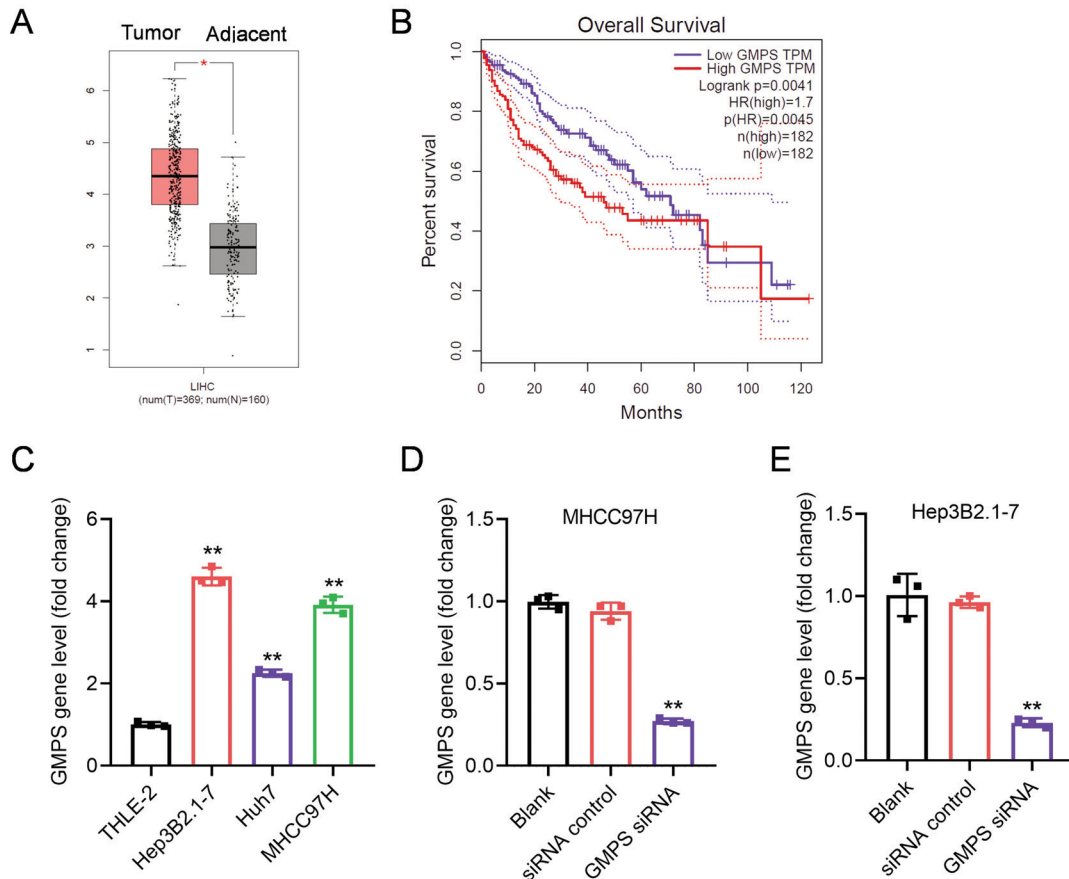 A
Tumor Adjacent
*
6
5
4
3
2
1
LIHC
(num(T)=369; num(N)=160)
B
Overall Survival
Low GMPS TPM
High GMPS TPM
Logrank p=0.0041
HR(high)=1.7
p(HR)=0.0045
n(high)=182
n(low)=182
Percent survival
1.0
0.8
0.6
0.4
0.2
0.0
0 20 40 60 80 100 120
Months
C
GMPS gene level (fold change)
6
4
2
0
**
**
**
THLE-2
Hep3B2.1-7
Huh7
MHCC97H
D
MHCC97H
GMPS gene level (fold change)
1.5
1.0
0.5
0.0
**
Blank
siRNA control
GMPS siRNA
E
Hep3B2.1-7
GMPS gene level (fold change)
1.5
1.0
0.5
0.0
**
Blank
siRNA control
GMPS siRNA